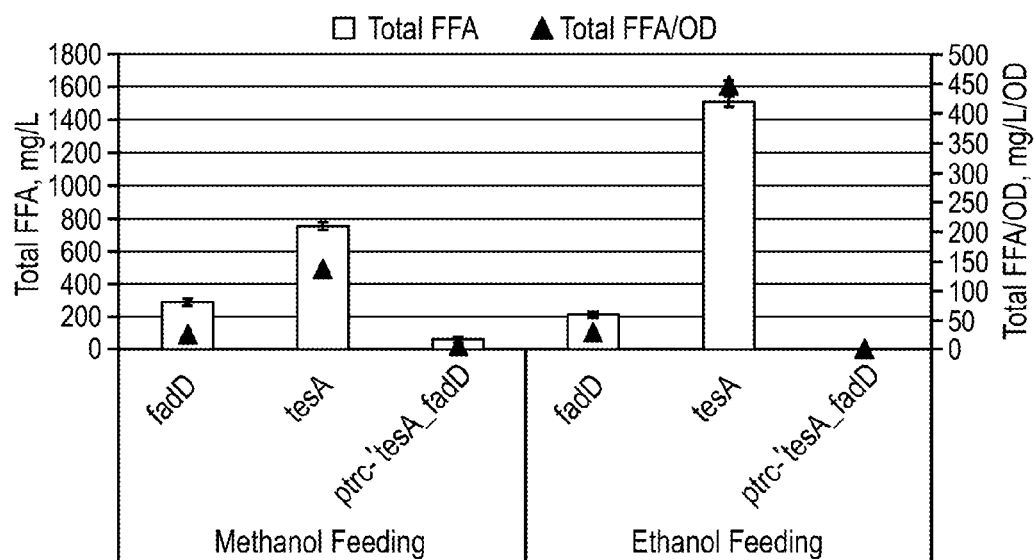 Total FFA
Total FFA/OD
Total FFA, mg/L
1800
1600
1400
1200
1000
800
600
400
200
0
500
450
400
350
300
250
200
150
100
50
0
Total FFA/OD, mg/L/OD
fadD
tesA
ptrc-'tesA_fadD
fadD
tesA
ptrc-'tesA_fadD
Methanol Feeding
Ethanol Feeding